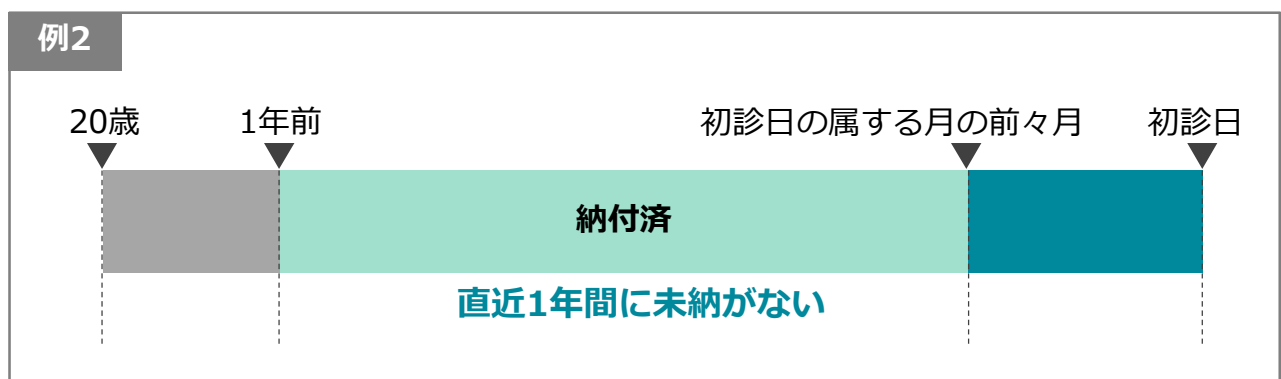 例2
20歳
1年前
初診日の属する月の前々月
初診日
納付済
直近1年間に未納がない